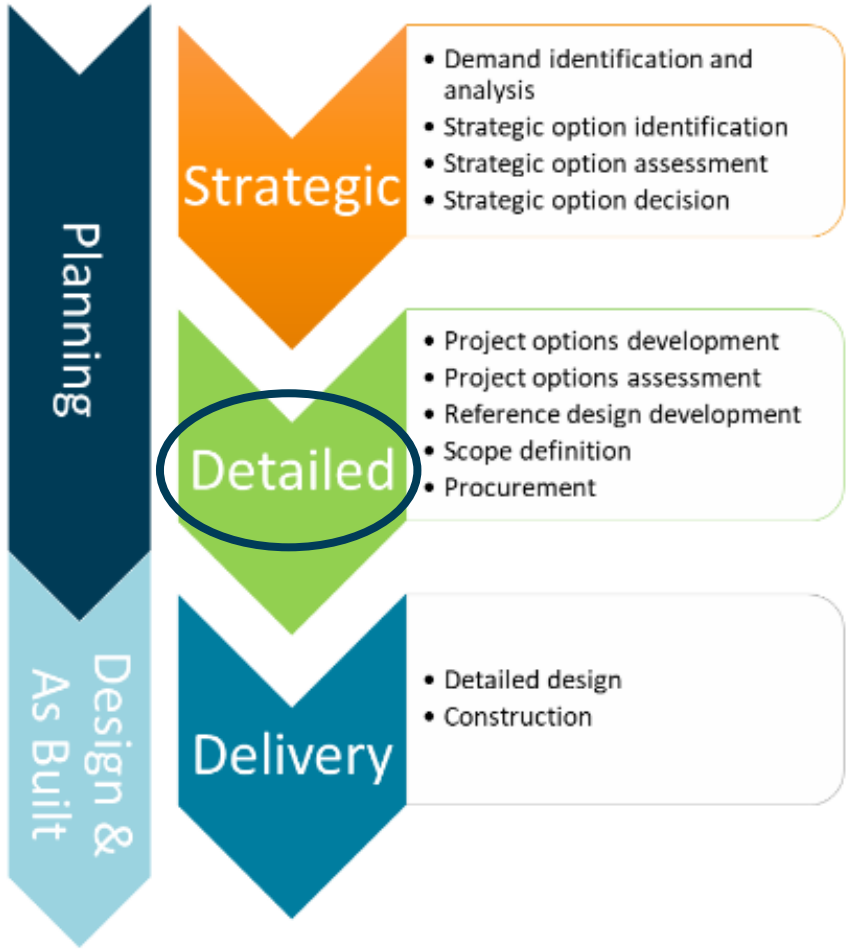 Planning
Design &
As Built
Strategic
• Demand identification and
analysis
• Strategic option identification
• Strategic option assessment
• Strategic option decision
Detailed
• Project options development
• Project options assessment
• Reference design development
• Scope definition
• Procurement
Delivery
• Detailed design
• Construction